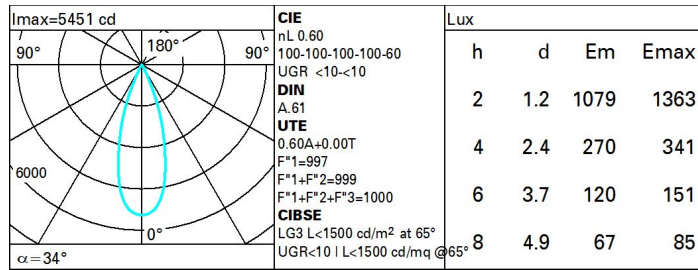 Imax=5451 cd
90°
180°
90°
6000
0°
α=34°
CIE
nL 0.60
100-100-100-100-60
UGR <10-<10
DIN
A.61
UTE
0.60A+0.00T
F"1=997
F"1+F"2=999
F"1+F"2+F"3=1000
CIBSE
LG3 L<1500 cd/m² at 65°
UGR<10 | L<1500 cd/mq @65°
Lux
h d Em Emax
2 1.2 1079 1363
4 2.4 270 341
6 3.7 120 151
8 4.9 67 85